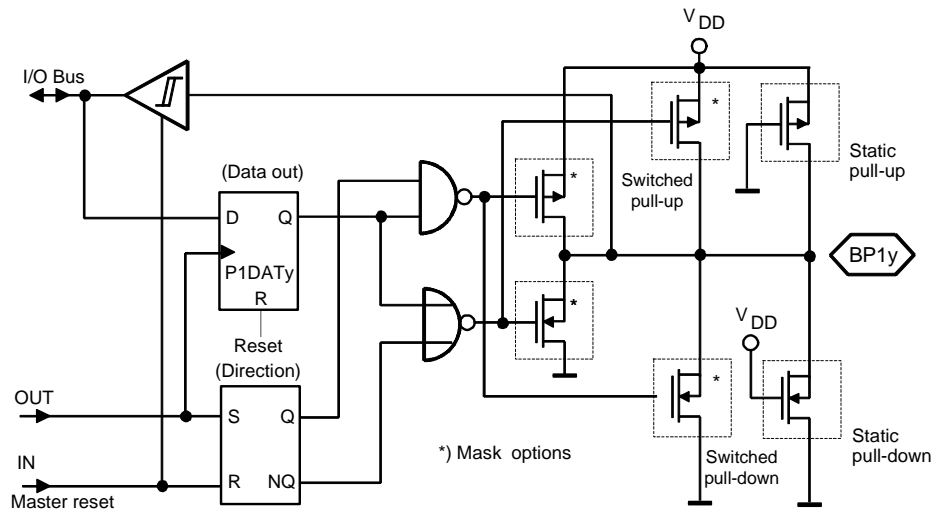 V DD
I/O Bus
*
*
Static
pull-up
(Data out)
Switched
pull-up
D
Q
P1DATy
R
BP1y
*
V DD
Reset
(Direction)
OUT
S
Q
*
IN
Master reset
R
NQ
*) Mask options
Switched
pull-down
Static
pull-down